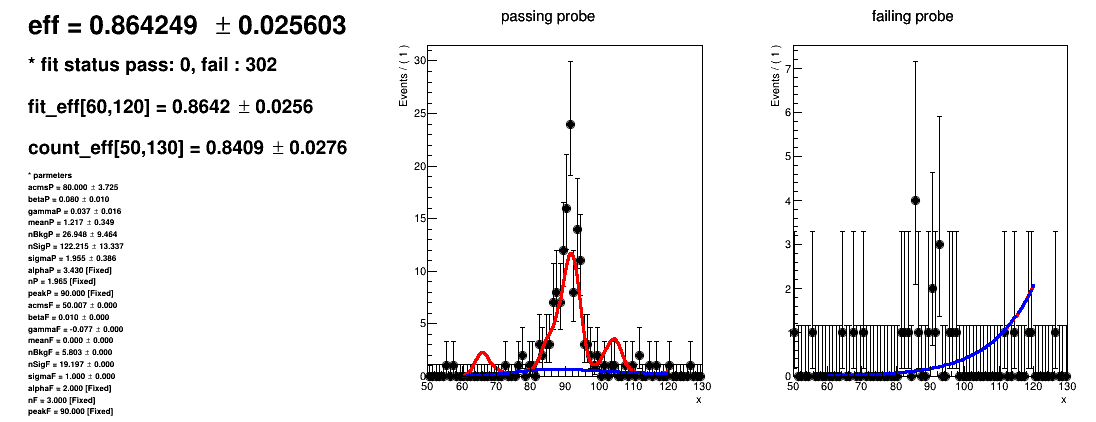 eff = 0.864249 ± 0.025603
* fit status pass: 0, fail : 302
fit_eff[60,120] = 0.8642 ± 0.0256
count_eff[50,130] = 0.8409 ± 0.0276
* parmeters
acmsP = 80.000 ± 3.725
betaP = 0.080 ± 0.010
gammaP = 0.037 ± 0.016
meanP = 1.217 ± 0.349
nBkgP = 26.948 ± 9.464
nSigP = 122.215 ± 13.337
sigmaP = 1.955 ± 0.386
alphaP = 3.430 [Fixed]
nP = 1.965 [Fixed]
peakP = 90.000 [Fixed]
acmsF = 50.007 ± 0.000
betaF = 0.010 ± 0.000
gammaF = -0.077 ± 0.000
meanF = 0.000 ± 0.000
nBkgF = 5.803 ± 0.000
nSigF = 19.197 ± 0.000
sigmaF = 1.000 ± 0.000
alphaF = 2.000 [Fixed]
nF = 3.000 [Fixed]
peakF = 90.000 [Fixed]
passing probe
Events / ( 1 )
30
25
20
15
10
5
0
50 60 70 80 90 100 110 120 130
x
failing probe
Events / ( 1 )
7
6
5
4
3
2
1
0
50 60 70 80 90 100 110 120 130
x